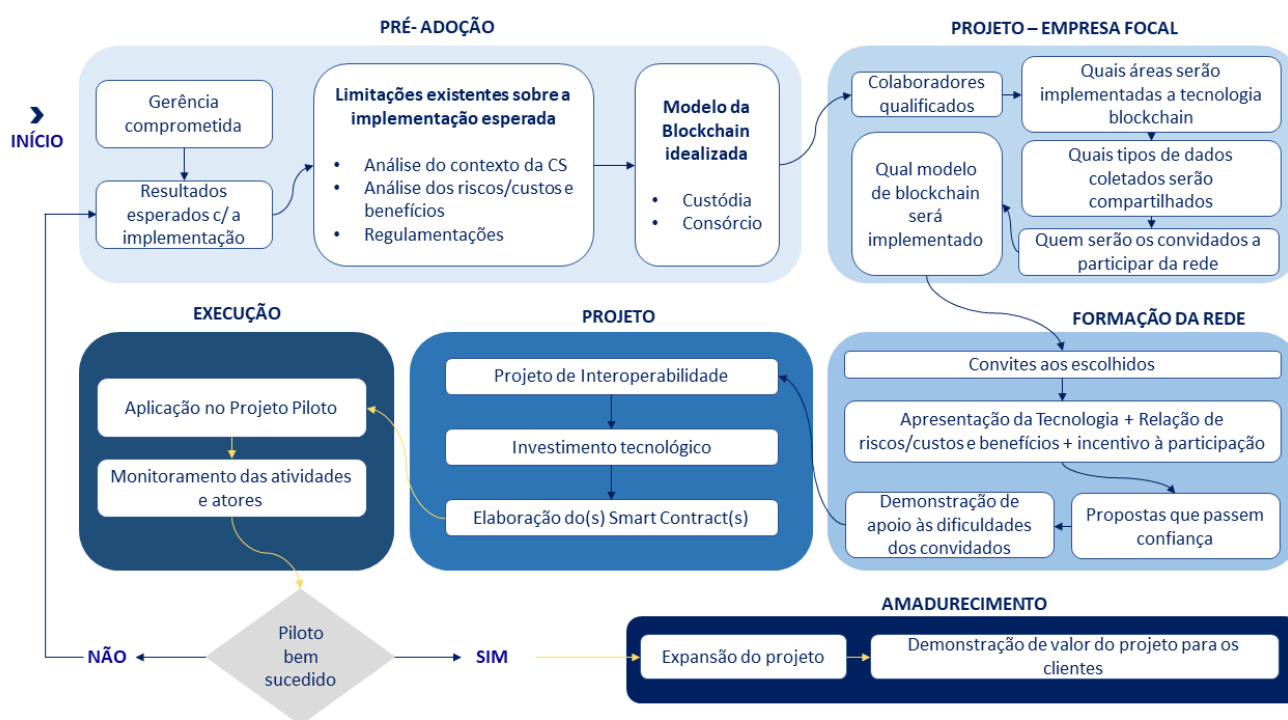 PRÉ- ADOÇÃO
INÍCIO
Gerência
comprometida
Resultados
esperados c/ a
implementação
Limitações existentes sobre a
implementação esperada
• Análise do contexto da CS
• Análise dos riscos/custos e
benefícios
• Regulamentações
Modelo da
Blockchain
idealizada
• Custódia
• Consórcio
PROJETO – EMPRESA FOCAL
Colaboradores
qualificados
Quais áreas serão
implementadas a tecnologia
blockchain
Quais tipos de dados
coletados serão
compartilhados
Quem serão os convidados a
participar da rede
Qual modelo
de blockchain
será
implementado
FORMAÇÃO DA REDE
Convites aos escolhidos
Apresentação da Tecnologia + Relação de
riscos/custos e benefícios + incentivo à participação
Propostas que passem
confiança
Demonstração de
apoio às dificuldades
dos convidados
PROJETO
Projeto de Interoperabilidade
Investimento tecnológico
Elaboração do(s) Smart Contract(s)
EXECUÇÃO
Aplicação no Projeto Piloto
Monitoramento das atividades
e atores
Piloto
bem
sucedido
NÃO
SIM
AMADURECIMENTO
Expansão do projeto
Demonstração de valor do projeto para os
clientes